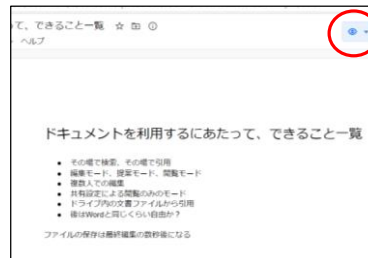 て、できること一覧
ヘルプ
ドキュメントを利用するにあたって、できること一覧
その場で検索、その場で引用
編集モード、提案モード、閲覧モード
複数人での編集
共有設定による閲覧のみのモード
ドライブ内の文書ファイルから引用
後はWordと同じくらい自由か？
ファイルの保存は最終編集の数秒後になる